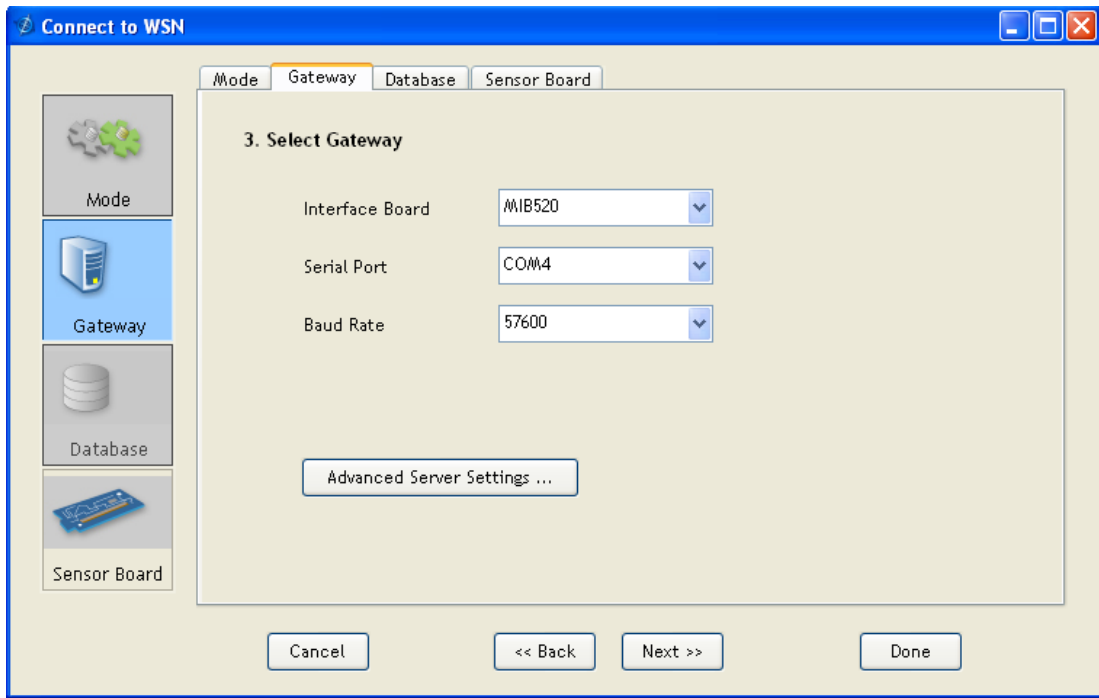 Connect to WSN
Mode
Gateway
Database
Sensor Board
Mode
Gateway
Database
Sensor Board
3. Select Gateway
Interface Board MIB520
Serial Port COM4
Baud Rate 57600
Advanced Server Settings ...
Cancel
<< Back
Next >>
Done